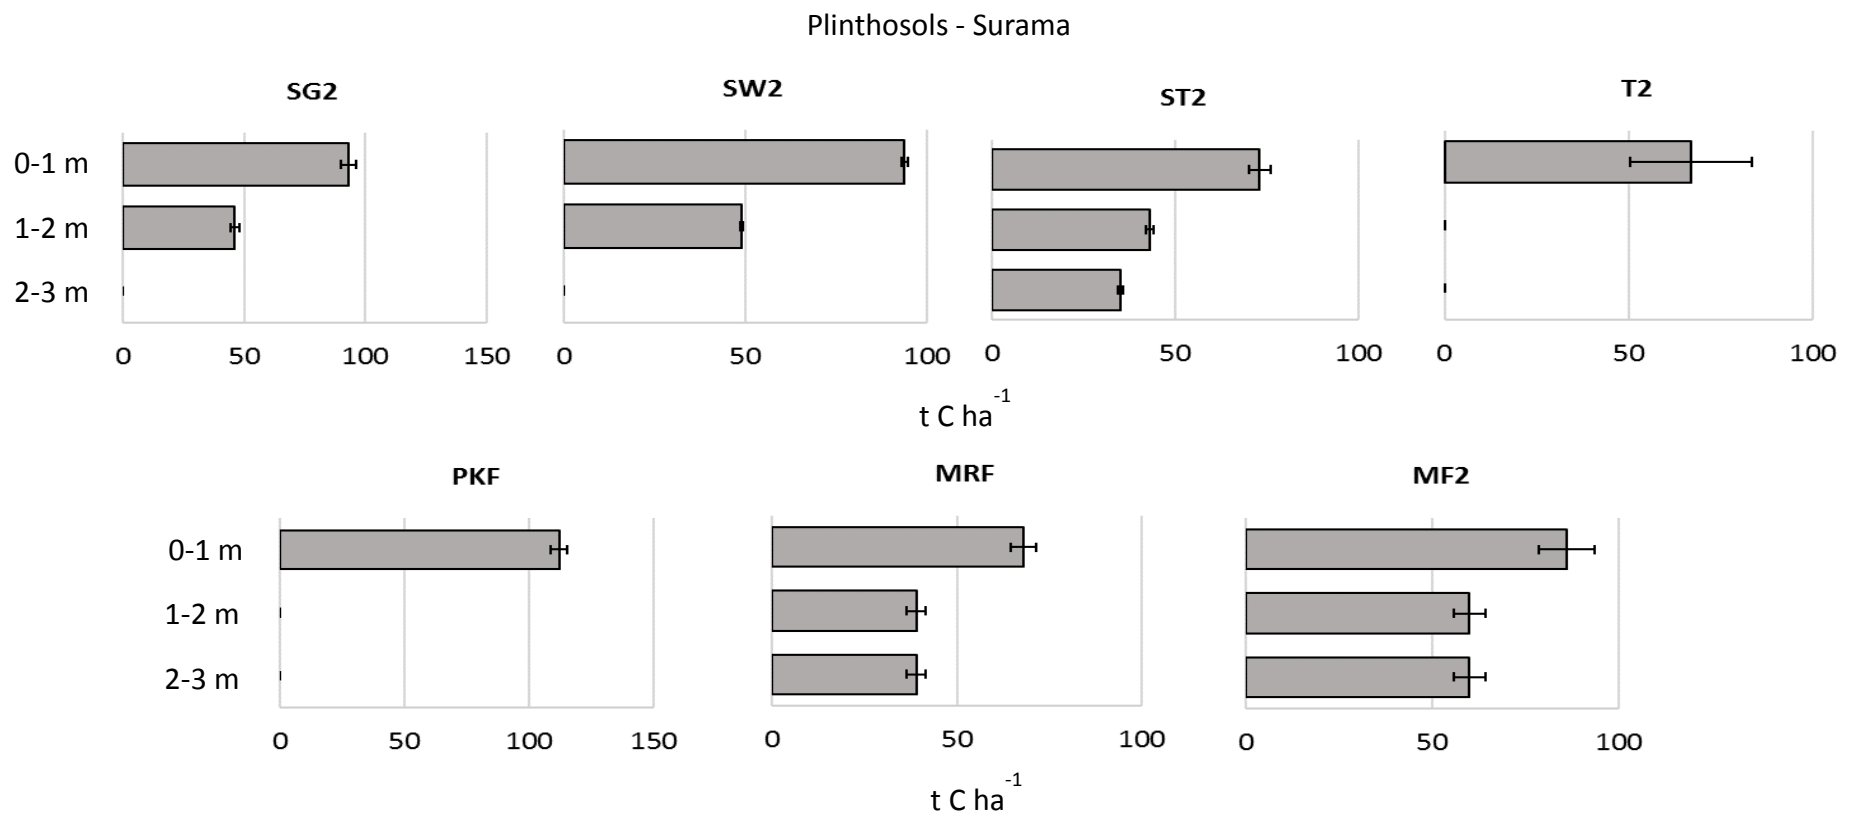 Plinthosols - Surama
SG2 SW2 ST2 T2
0-1 m
1-2 m
2-3 m
0 50 100 150 0 50 100 0 50 100 0 50 100
t C ha-1
PKF MRF MF2
0-1 m
1-2 m
2-3 m
0 50 100 150 0 50 100 0 50 100
t C ha-1